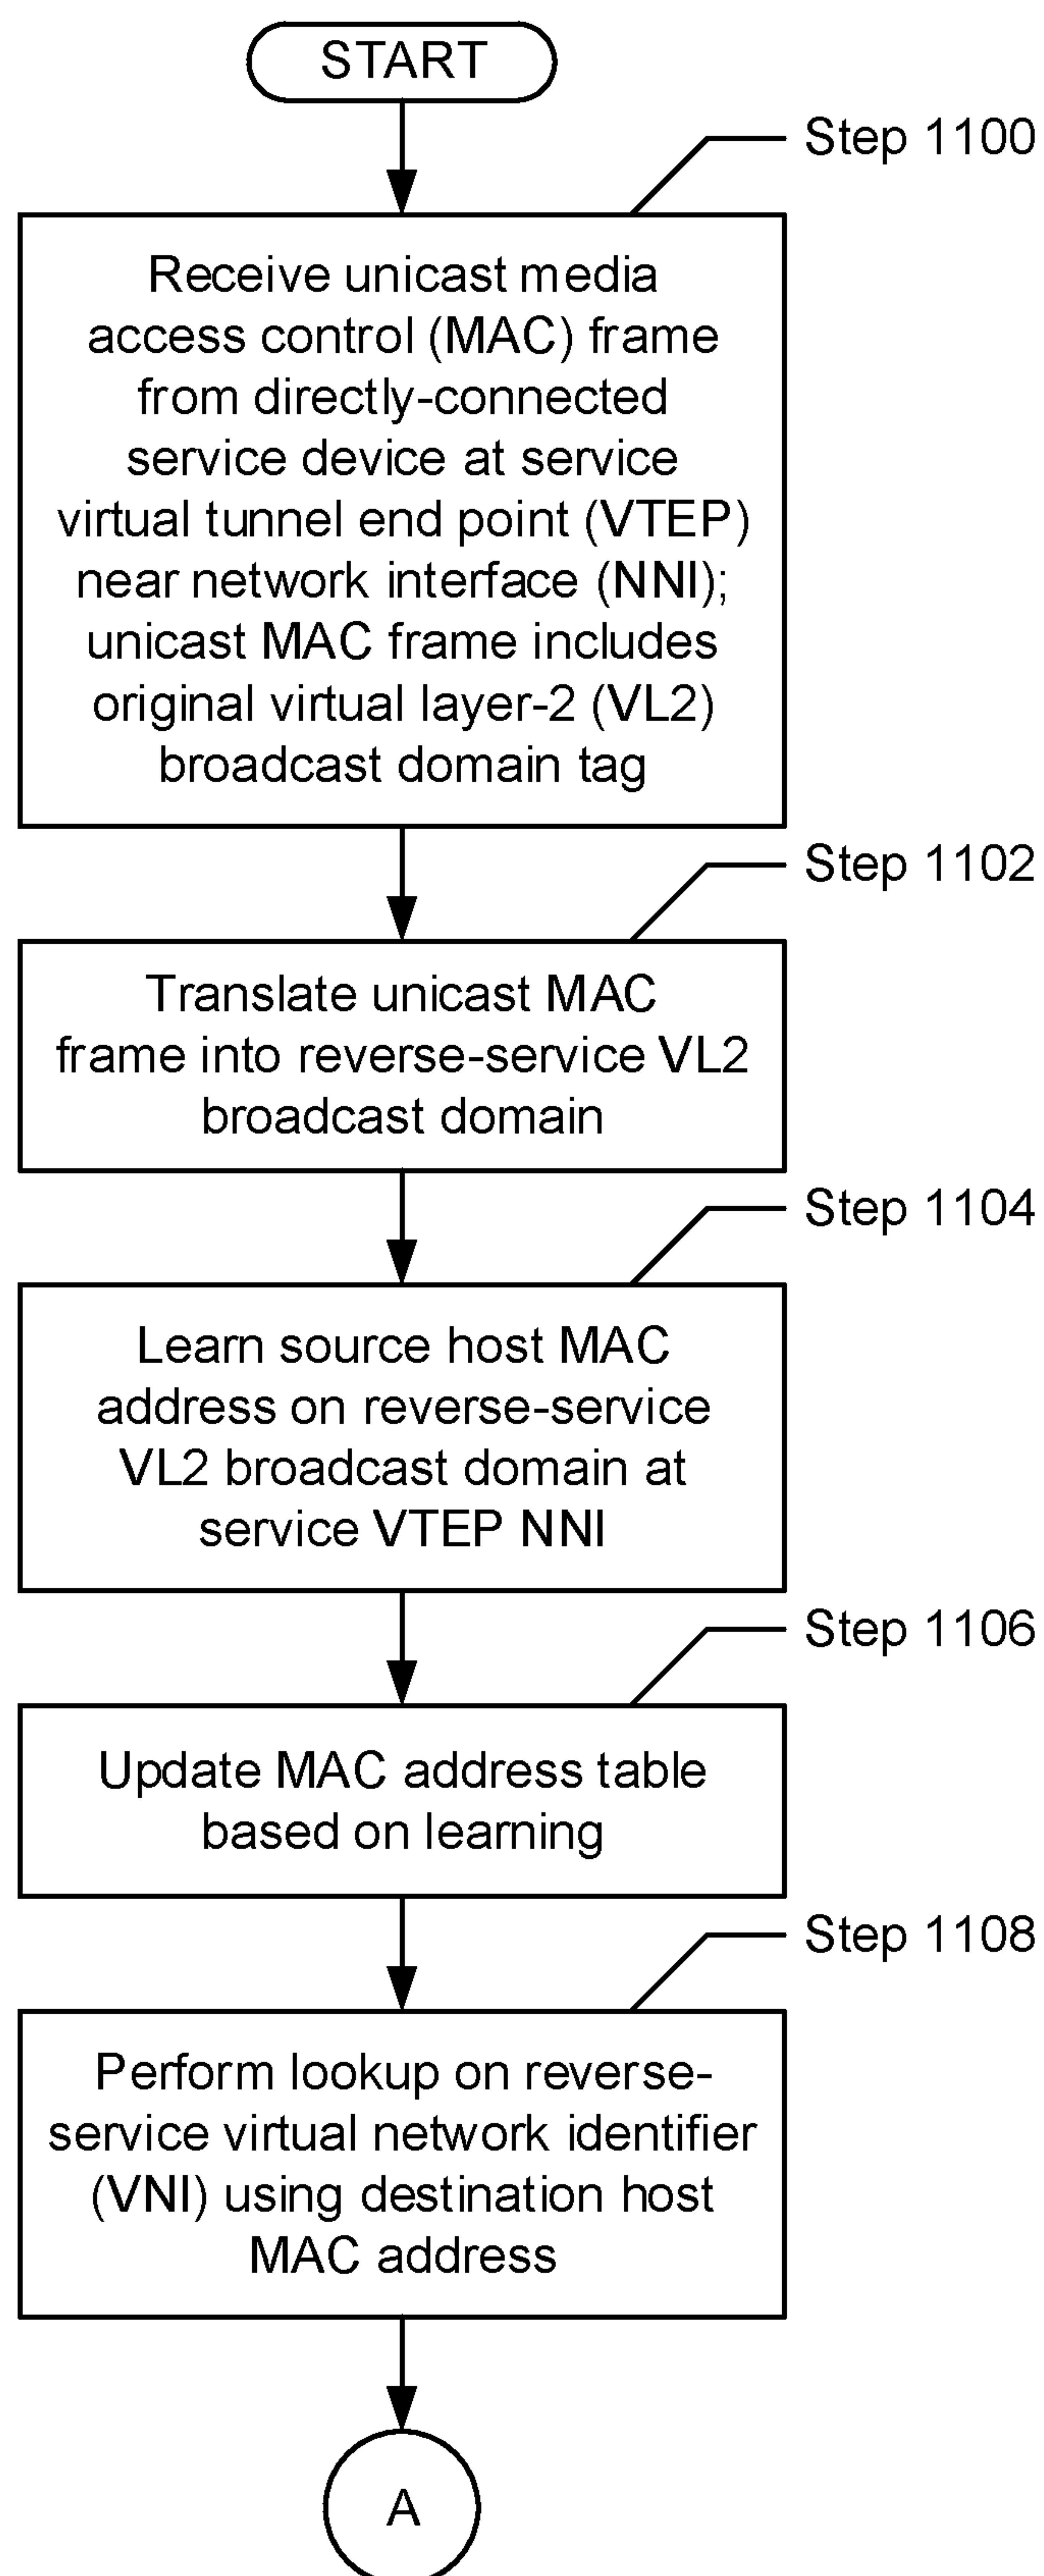 START
Step 1100
Receive unicast media
access control (MAC) frame
from directly-connected
service device at service
virtual tunnel end point (VTEP)
near network interface (NNI);
unicast MAC frame includes
original virtual layer-2 (VL2)
broadcast domain tag
Step 1102
Translate unicast MAC
frame into reverse-service VL2
broadcast domain
Step 1104
Learn source host MAC
address on reverse-service
VL2 broadcast domain at
service VTEP NNI
Step 1106
Update MAC address table
based on learning
Step 1108
Perform lookup on reverse-
service virtual network identifier
(VNI) using destination host
MAC address
A